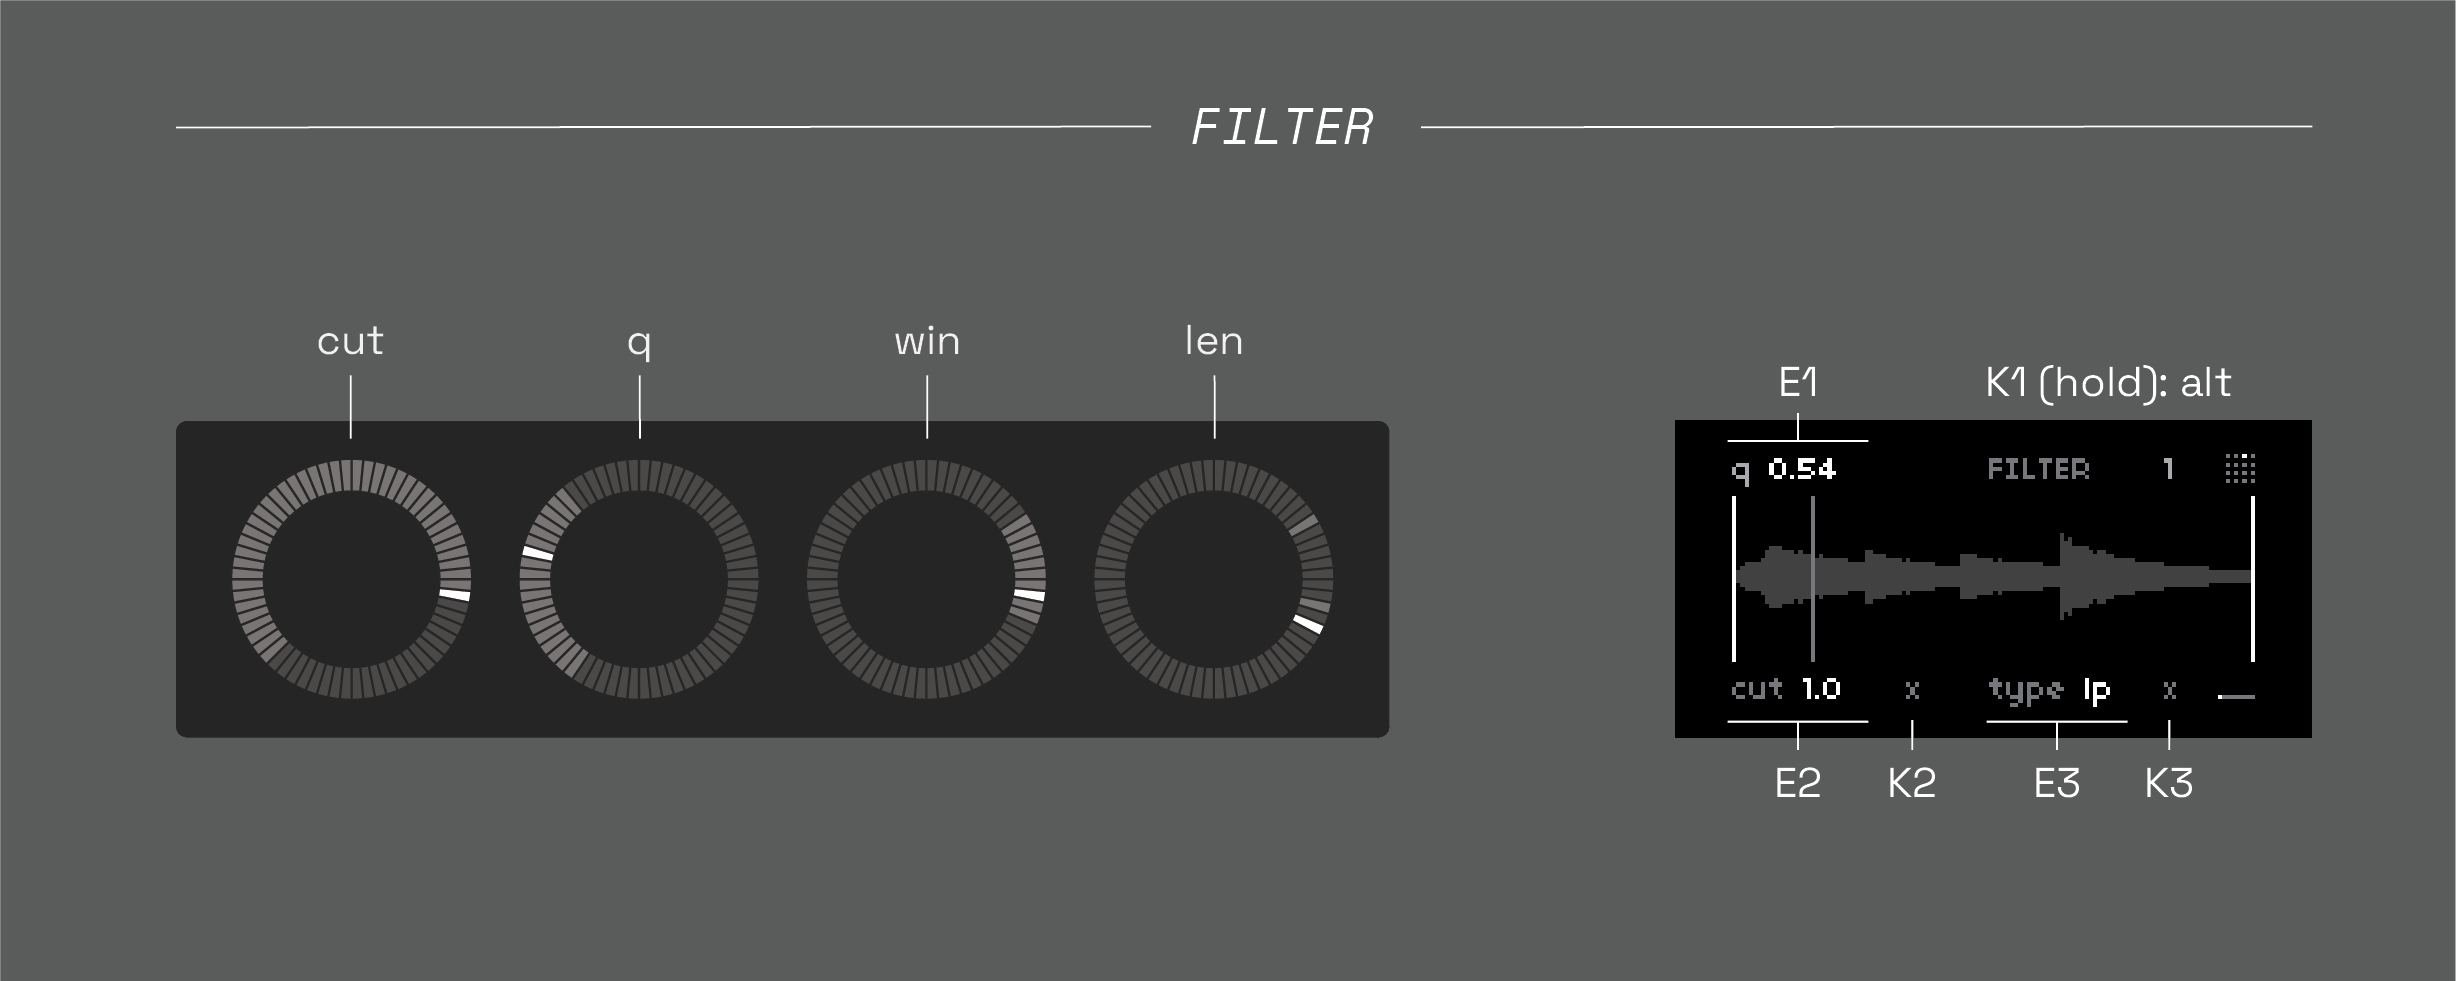 FILTER
cut q win len
E1 K1 (hold): alt
q 0.54 FILTER 1
cut 1.0 x type lp x
E2 K2 E3 K3